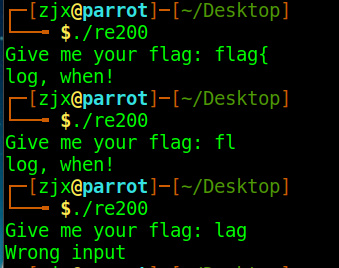 [zjx@parrot]─[~/Desktop]
$./re200
Give me your flag: flag{
log, when!
[zjx@parrot]─[~/Desktop]
$./re200
Give me your flag: fl
log, when!
[zjx@parrot]─[~/Desktop]
$./re200
Give me your flag: lag
Wrong input